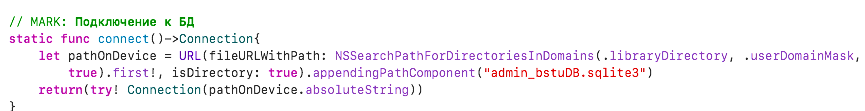 // MARK: Подключение к БД
static func connect()->Connection{
let pathOnDevice = URL(fileURLWithPath: NSSearchPathForDirectoriesInDomains(.libraryDirectory, .userDomainMask,
true).first!, isDirectory: true).appendingPathComponent("admin_bstuDB.sqlite3")
return(try! Connection(pathOnDevice.absoluteString))
}